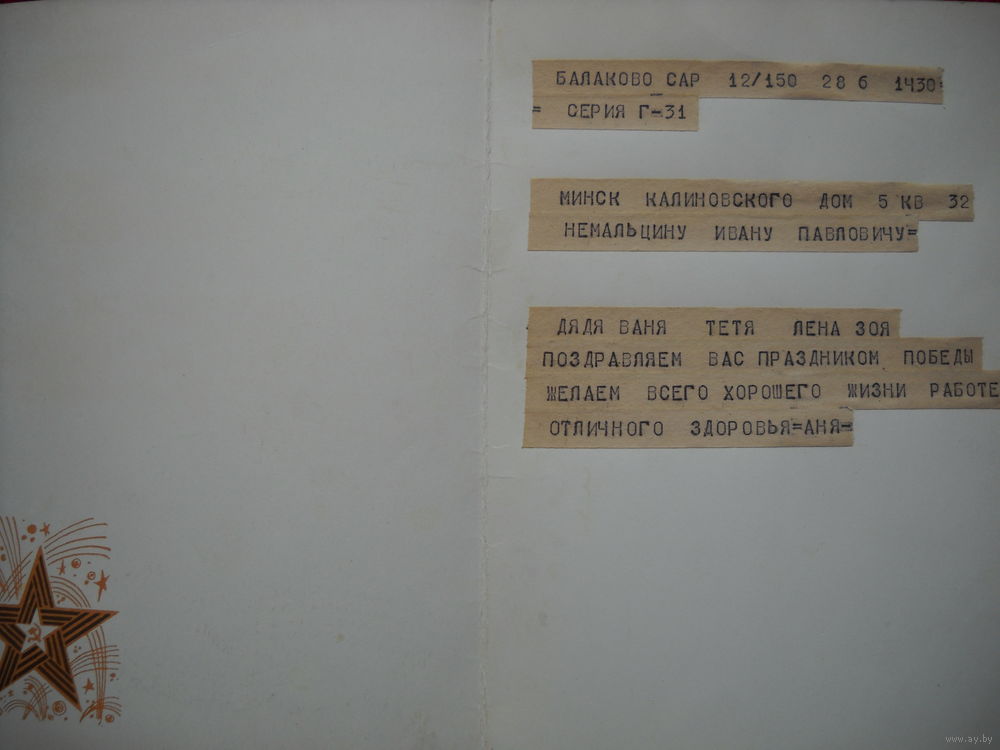 БАЛАКОВО САР 12/150 28 6 1430=
= СЕРИЯ Г-31
МИНСК КАЛИНОВСКОГО ДОМ 5 КВ 32
НЕМАЛЬЦИНУ ИВАНУ ПАВЛОВИЧУ=
ДЯДЯ ВАНЯ ТЕТЯ ЛЕНА ЗОЯ
ПОЗДРАВЛЯЕМ ВАС ПРАЗДНИКОМ ПОБЕДЫ
ЖЕЛАЕМ ВСЕГО ХОРОШЕГО ЖИЗНИ РАБОТЕ
ОТЛИЧНОГО ЗДОРОВЬЯ=АНЯ=
www.ay.by